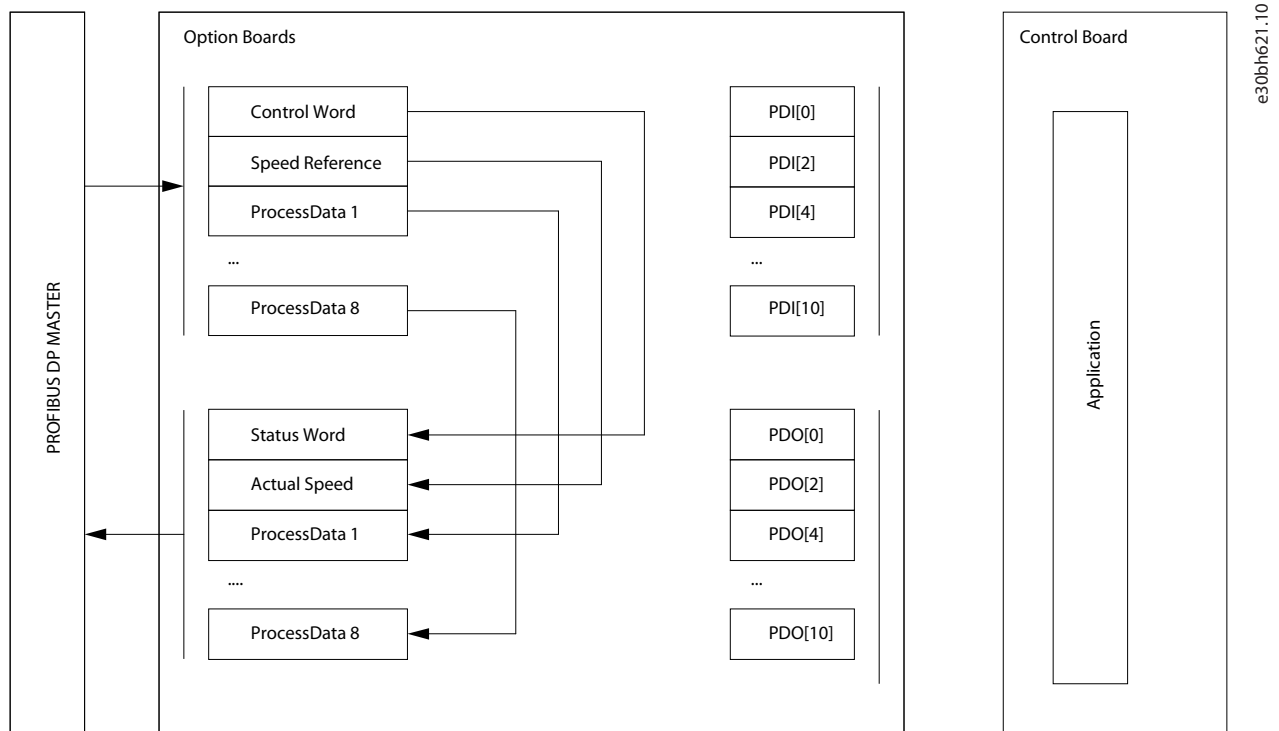 e30bh621.10
PROFIBUS DP MASTER
Option Boards
Control Word
Speed Reference
ProcessData 1
...
ProcessData 8
Status Word
Actual Speed
ProcessData 1
....
ProcessData 8
PDI[0]
PDI[2]
PDI[4]
...
PDI[10]
PDO[0]
PDO[2]
PDO[4]
...
PDO[10]
Control Board
Application